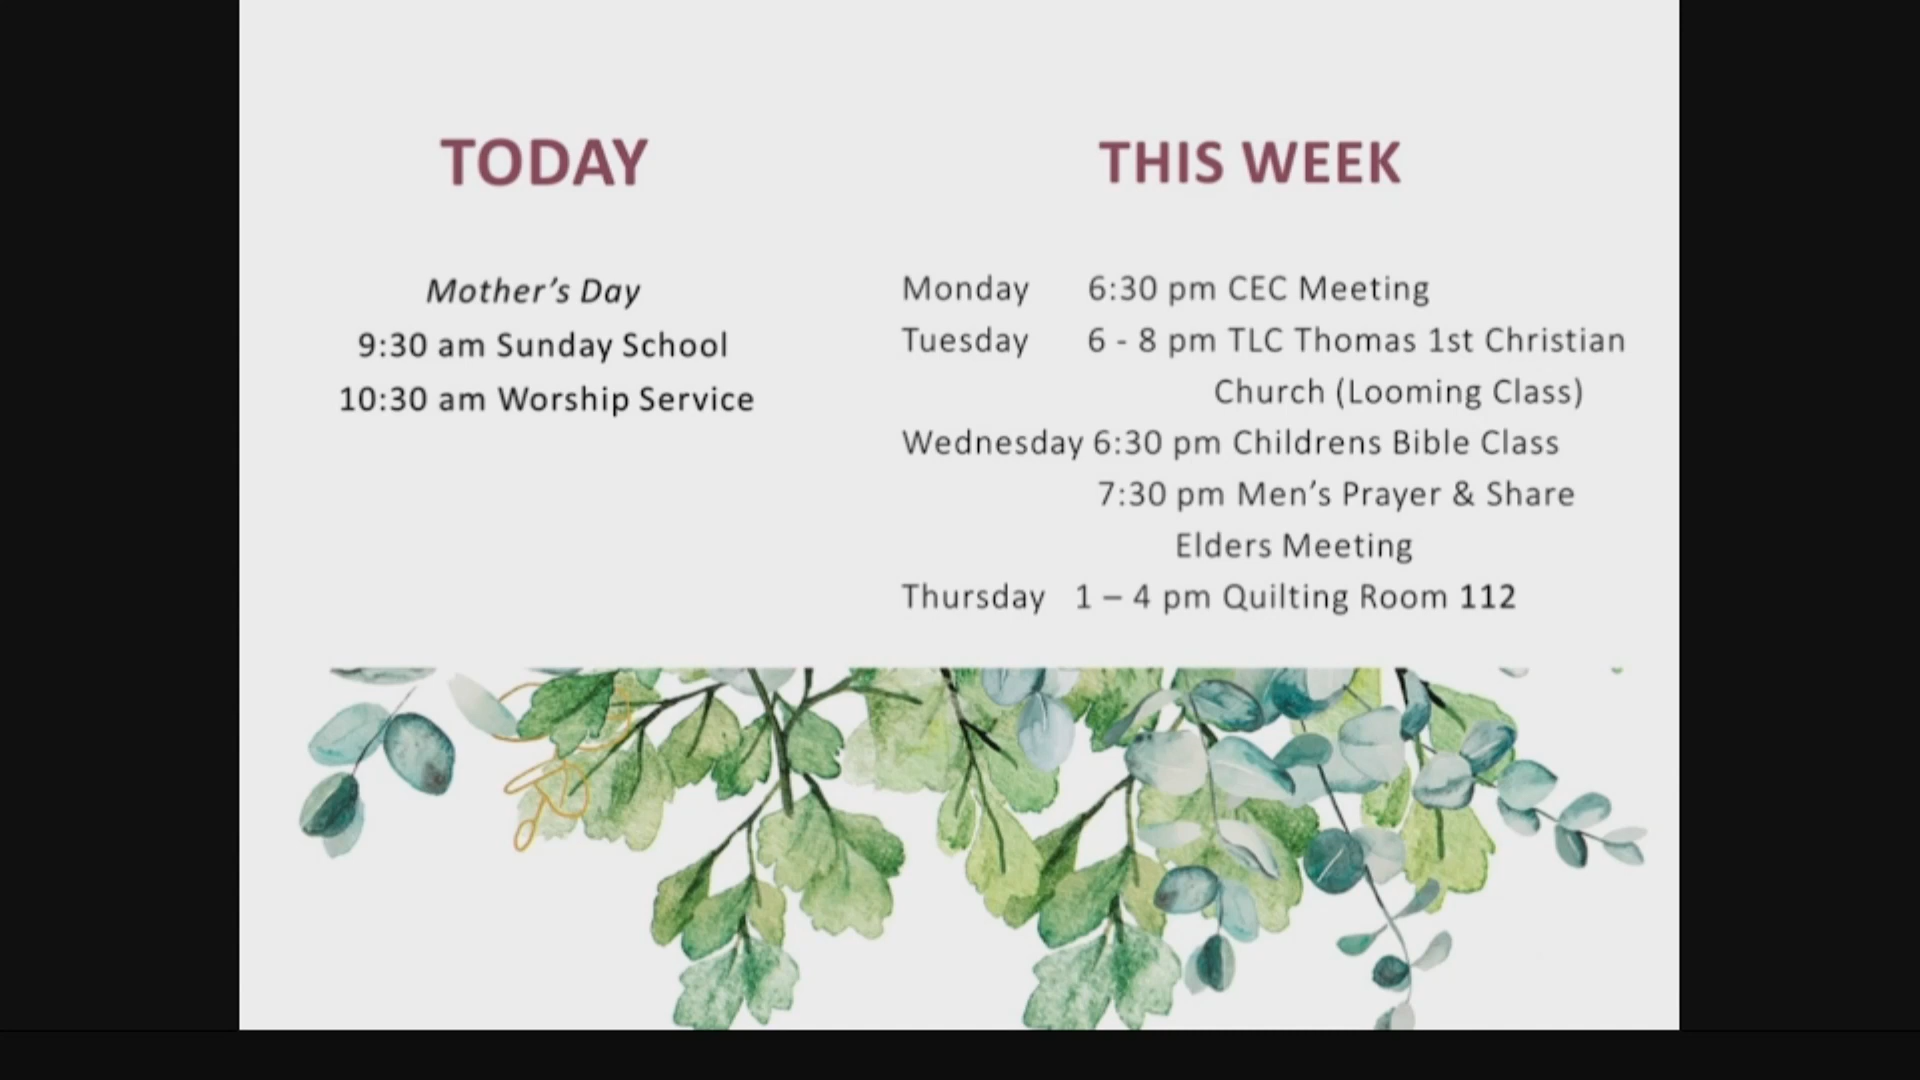 TODAY
Mother’s Day
9:30 am Sunday School
10:30 am Worship Service
THIS WEEK
Monday 6:30 pm CEC Meeting
Tuesday 6 - 8 pm TLC Thomas 1st Christian
Church (Looming Class)
Wednesday 6:30 pm Childrens Bible Class
7:30 pm Men’s Prayer & Share
Elders Meeting
Thursday 1 – 4 pm Quilting Room 112